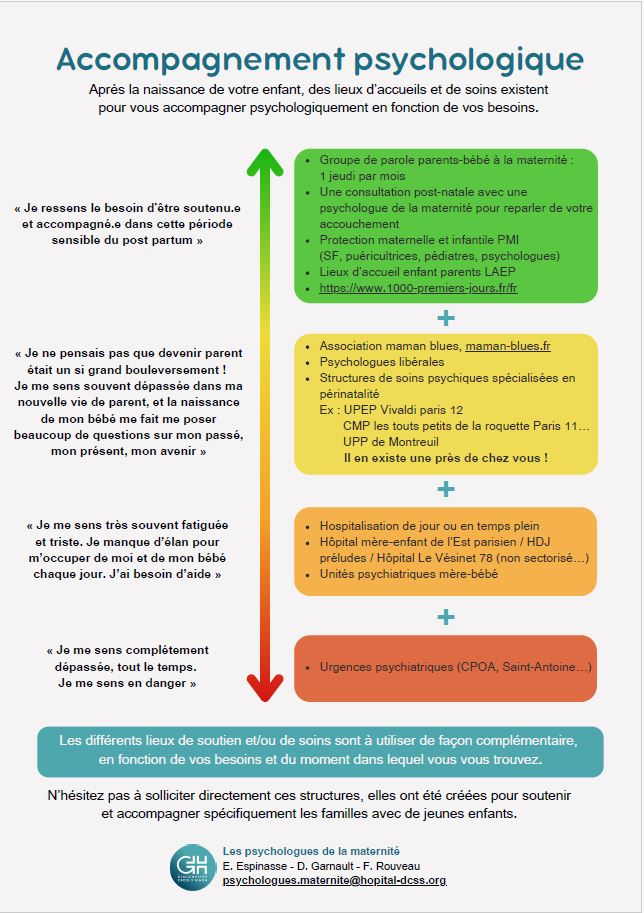 Accompagnement psychologique
Après la naissance de votre enfant, des lieux d'accueils et de soins existent
pour vous accompagner psychologiquement en fonction de vos besoins.
« Je ressens le besoin d'être soutenu.e
et accompagné.e dans cette période
sensible du post partum »
• Groupe de parole parents-bébé à la maternité :
1 jeudi par mois
• Une consultation post-natale avec une
psychologue de la maternité pour reparler de votre
accouchement
• Protection maternelle et infantile PMI
(SF, puéricultrices, pédiatres, psychologues)
• Lieux d'accueil enfant parents LAEP
• https://www.1000-premiers-jours.fr/fr
+
« Je ne pensais pas que devenir parent
était un si grand bouleversement !
Je me sens souvent dépassée dans ma
nouvelle vie de parent, et la naissance
de mon bébé me fait me poser
beaucoup de questions sur mon passé,
mon présent, mon avenir »
• Association maman blues, maman-blues.fr
• Psychologues libérales
• Structures de soins psychiques spécialisées en
périnatalité
Ex : UPEP Vivaldi paris 12
CMP les touts petits de la roquette Paris 11…
UPP de Montreuil
Il en existe une près de chez vous !
+
« Je me sens très souvent fatiguée
et triste. Je manque d'élan pour
m'occuper de moi et de mon bébé
chaque jour. J'ai besoin d'aide »
• Hospitalisation de jour ou en temps plein
• Hôpital mère-enfant de l'Est parisien / HDJ
préludes / Hôpital Le Vésinet 78 (non sectorisé…)
• Unités psychiatriques mère-bébé
+
« Je me sens complétement
dépassée, tout le temps.
Je me sens en danger »
• Urgences psychiatriques (CPOA, Saint-Antoine…)
Les différents lieux de soutien et/ou de soins sont à utiliser de façon complémentaire,
en fonction de vos besoins et du moment dans lequel vous vous trouvez.
N'hésitez pas à solliciter directement ces structures, elles ont été créées pour soutenir
et accompagner spécifiquement les familles avec de jeunes enfants.
GH
DIACONESSES
CROIX SAINT-SIMON
Les psychologues de la maternité
E. Espinasse - D. Garnault - F. Rouveau
psychologues.maternite@hopital-dcss.org